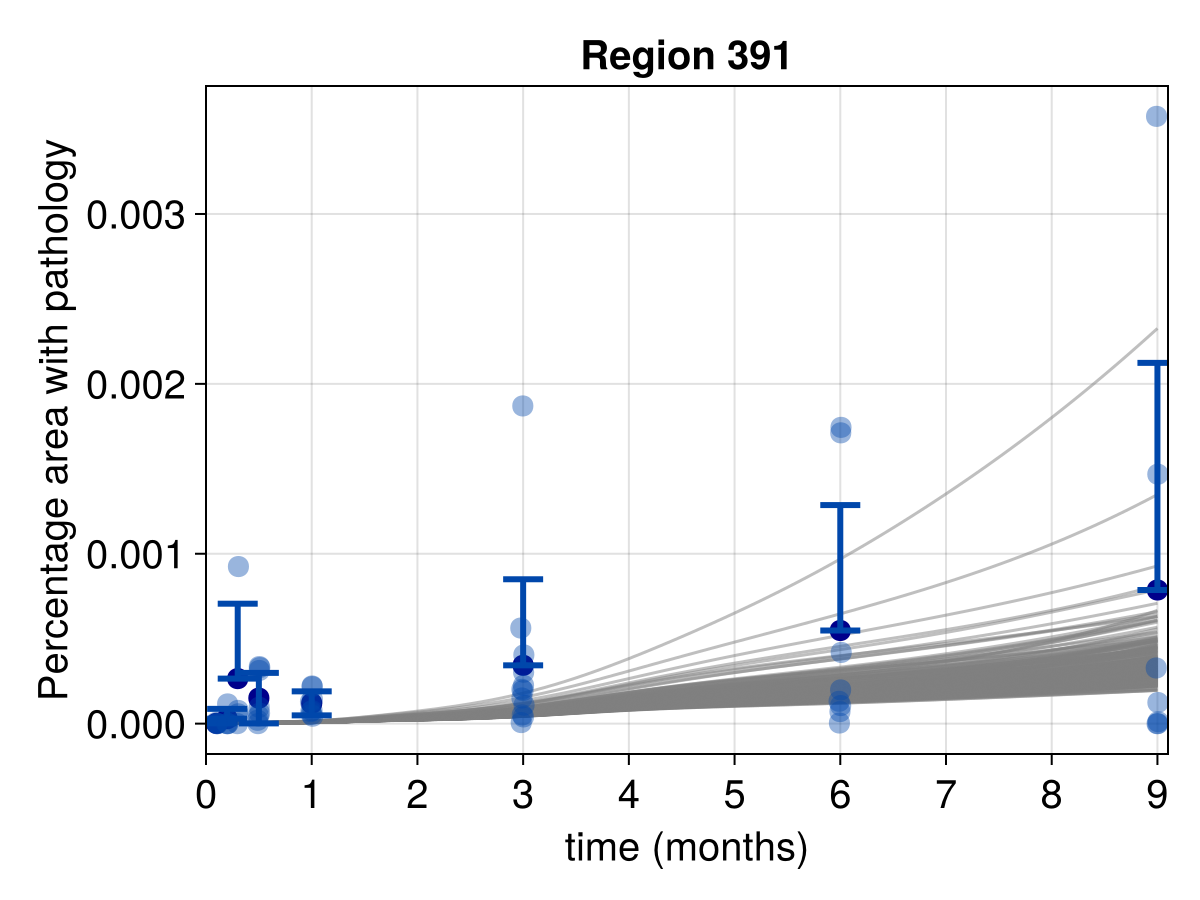 Region 391
Percentage area with pathology
0.003
0.002
0.001
0.000
0 1 2 3 4 5 6 7 8 9
time (months)